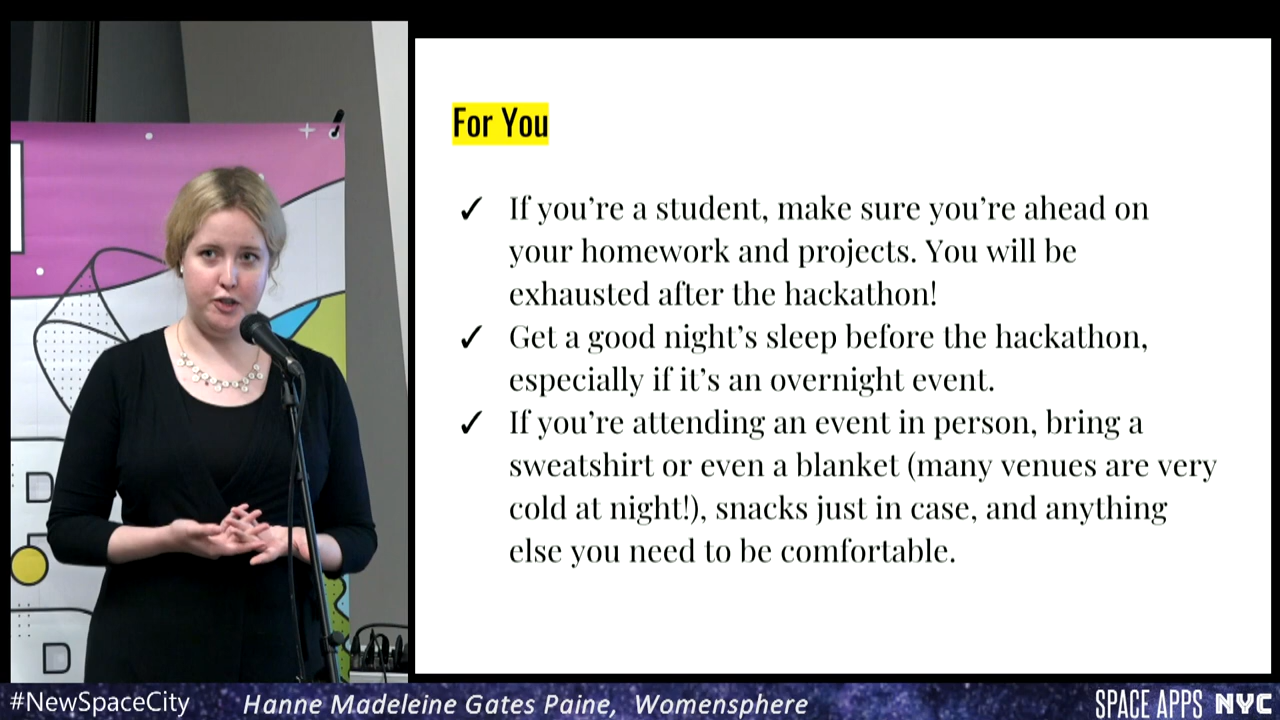 For You
✓ If you’re a student, make sure you’re ahead on
your homework and projects. You will be
exhausted after the hackathon!
✓ Get a good night’s sleep before the hackathon,
especially if it’s an overnight event.
✓ If you’re attending an event in person, bring a
sweatshirt or even a blanket (many venues are very
cold at night!), snacks just in case, and anything
else you need to be comfortable.
D
D
#NewSpaceCity
Hanne Madeleine Gates Paine, Womensphere
SPACE APPS NYC